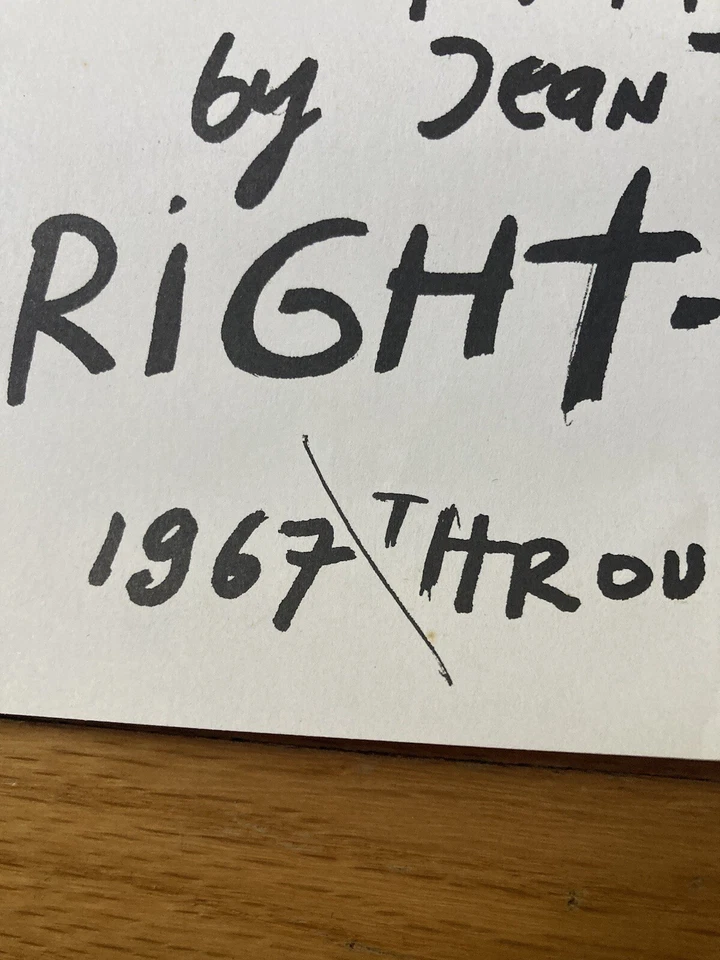 by Jean
RiGHT-
1967 THROU